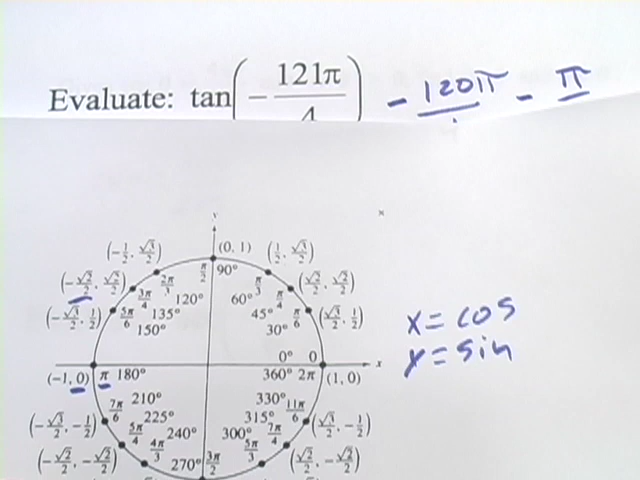 Evaluate: tan(−121π/4) −120π − π
y
(−1/2, √3/2) (0, 1) (1/2, √3/2)
(−√2/2, √2/2) 2π/3 π/2 90° π/3 (√2/2, √2/2)
3π/4 120° 60° π/4
(−√3/2, 1/2) 5π/6 135° 45° π/6 (√3/2, 1/2)
150° 30°
x = cos
y = sin
0° 0 x
(−1, 0) π 180° 360° 2π (1, 0)
7π/6 210° 330° 11π/6
(−√3/2, −1/2) 225° 315° (√3/2, −1/2)
5π/4 240° 300° 7π/4
(−√2/2, −√2/2) 4π/3 5π/3 (√2/2, −√2/2)
270° 3π/2